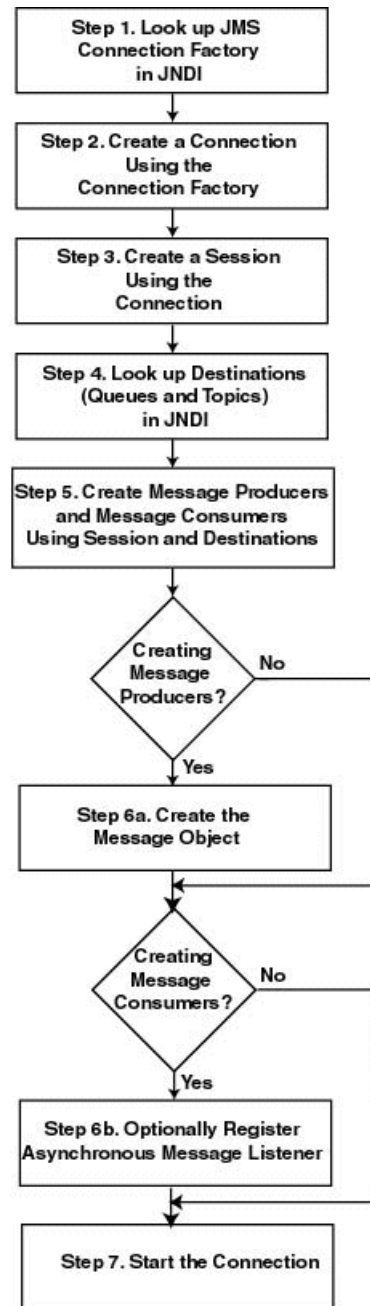 Step 1. Look up JMS
Connection Factory
in JNDI
Step 2. Create a Connection
Using the
Connection Factory
Step 3. Create a Session
Using the
Connection
Step 4. Look up Destinations
(Queues and Topics)
in JNDI
Step 5. Create Message Producers
and Message Consumers
Using Session and Destinations
Creating
Message
Producers?
No
Yes
Step 6a. Create the
Message Object
Creating
Message
Consumers?
No
Yes
Step 6b. Optionally Register
Asynchronous Message Listener
Step 7. Start the Connection